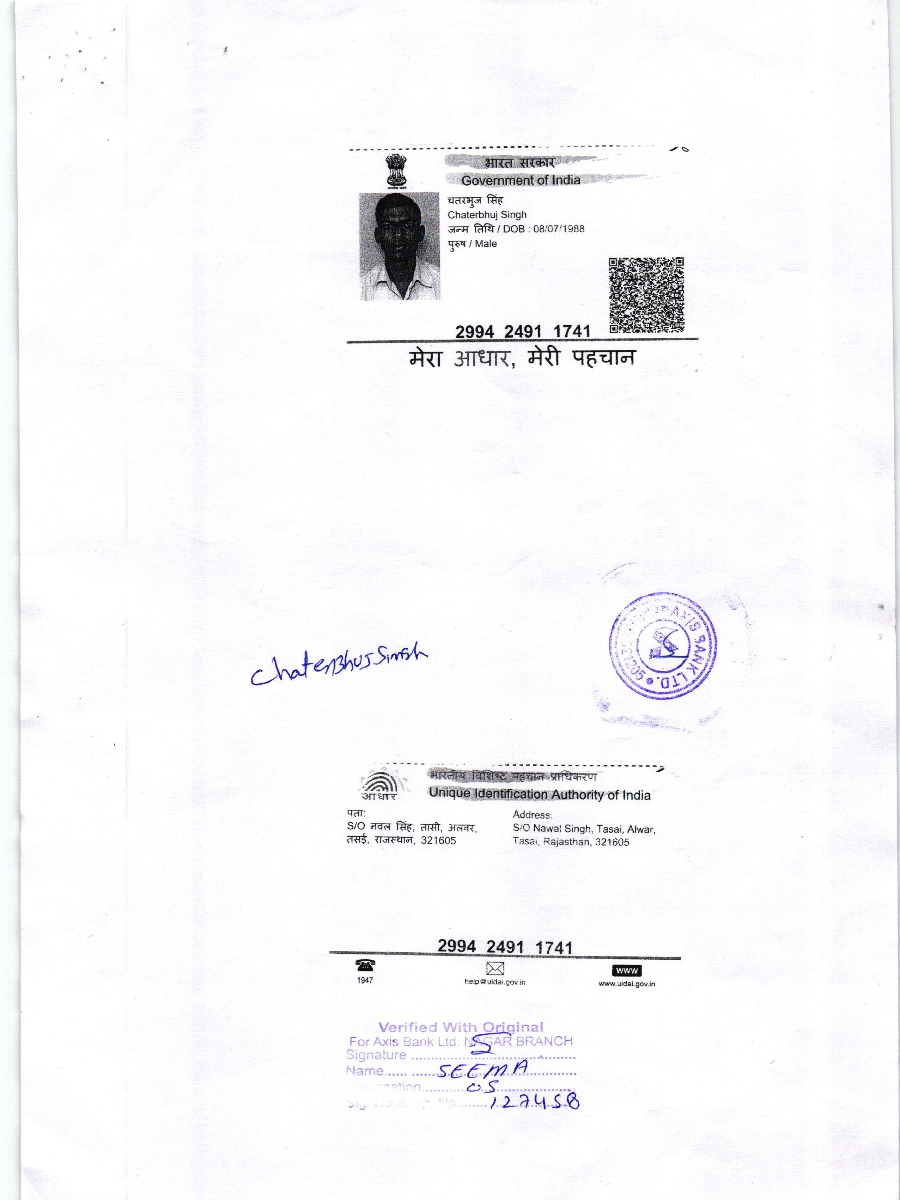 भारत सरकार
Government of India
चतरभुज सिंह
Chaterbhuj Singh
जन्म तिथि / DOB : 08/07/1988
पुरुष / Male
2994 2491 1741
मेरा आधार, मेरी पहचान
AXIS BANK LTD.
ChaterBhuj Singh
भारतीय विशिष्ट पहचान प्राधिकरण
Unique Identification Authority of India
आधार
पता:
S/O नवल सिंह, तासी, अलवर,
तसई, राजस्थान, 321605
Address:
S/O Nawal Singh, Tasai, Alwar,
Tasai, Rajasthan, 321605
2994 2491 1741
1947
help@uidai.gov.in
WWW
www.uidai.gov.in
Verified With Original
For Axis Bank Ltd. NAGAR BRANCH
Signature
Name SEEMA
OS
No. 127458